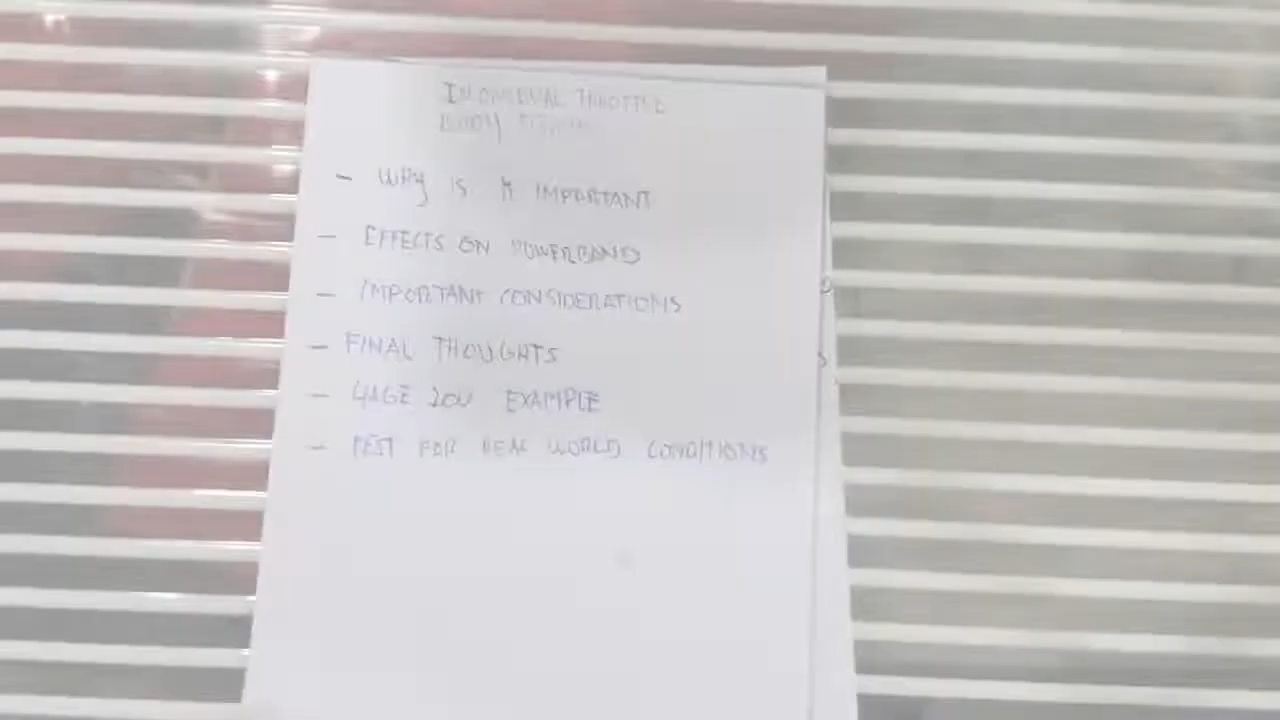 INDIVIDUAL THROTTLE
BODY
- WHY IS IT IMPORTANT
- EFFECTS ON POWERBAND
- IMPORTANT CONSIDERATIONS
- FINAL THOUGHTS
- 4AGE 20V EXAMPLE
- BEST FOR REAL WORLD CONDITIONS